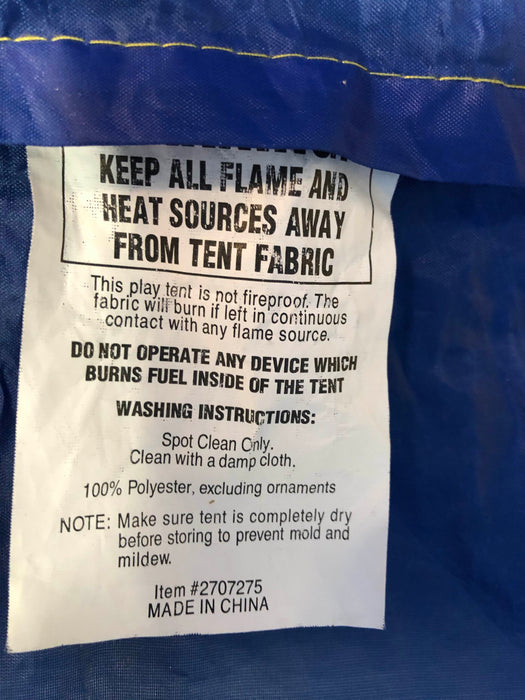 KEEP ALL FLAME AND
HEAT SOURCES AWAY
FROM TENT FABRIC
This play tent is not fireproof. The
fabric will burn if left in continuous
contact with any flame source.
DO NOT OPERATE ANY DEVICE WHICH
BURNS FUEL INSIDE OF THE TENT
WASHING INSTRUCTIONS:
Spot Clean Only.
Clean with a damp cloth.
100% Polyester, excluding ornaments
NOTE: Make sure tent is completely dry
before storing to prevent mold and
mildew.
Item #2707275
MADE IN CHINA